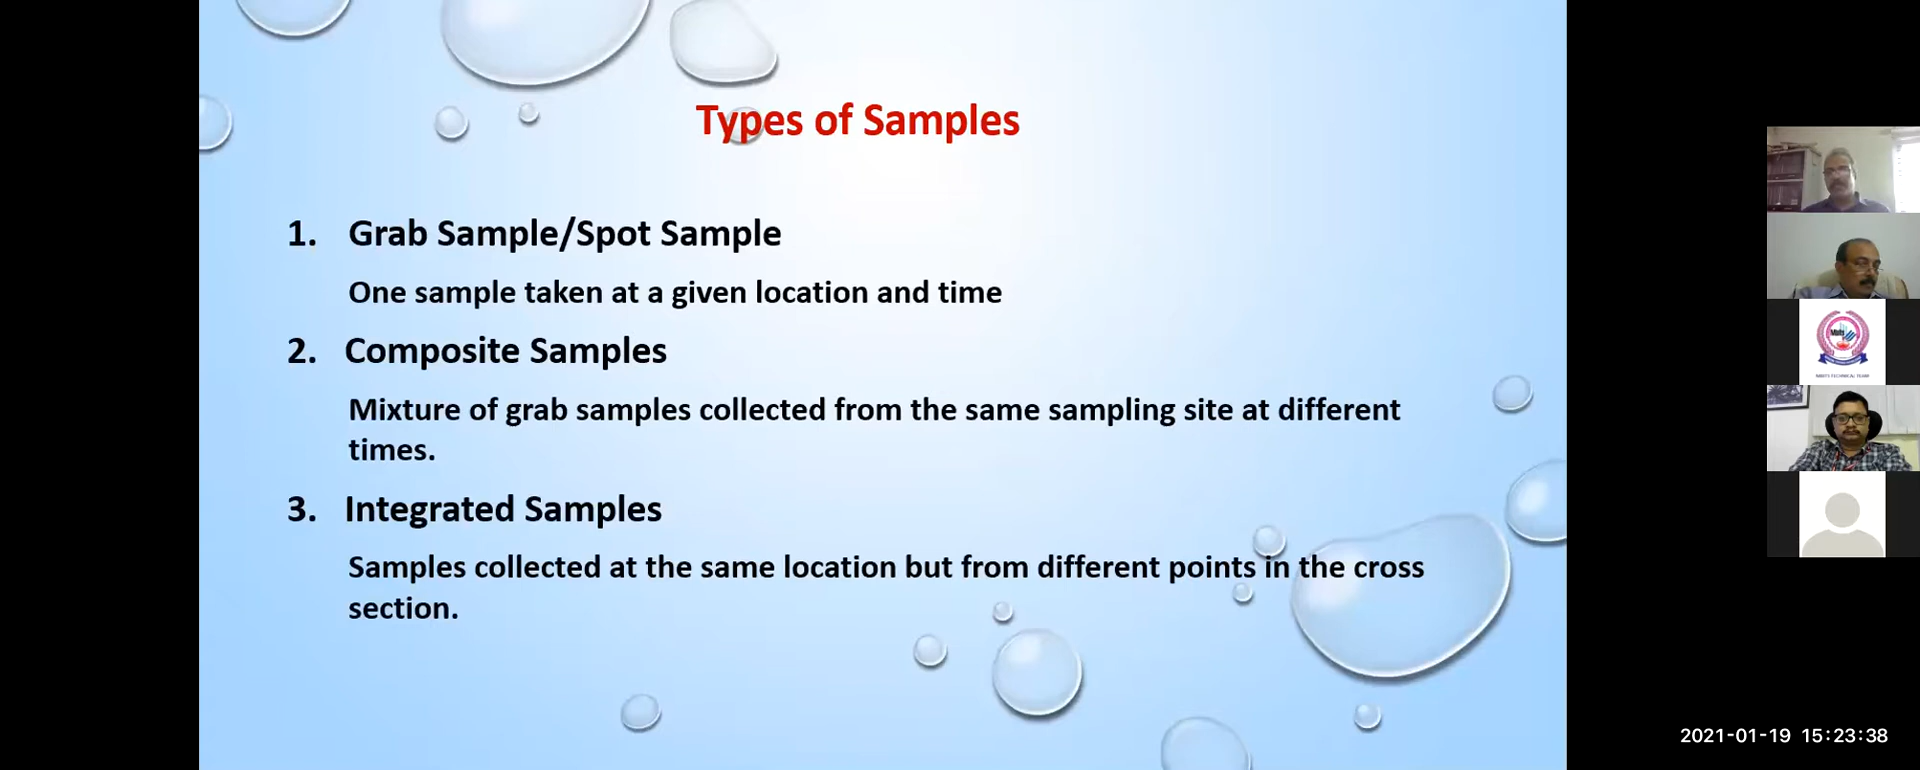 Types of Samples
1. Grab Sample/Spot Sample
One sample taken at a given location and time
2. Composite Samples
Mixture of grab samples collected from the same sampling site at different
times.
3. Integrated Samples
Samples collected at the same location but from different points in the cross
section.
TECHNICAL TEAM
2021-01-19 15:23:38